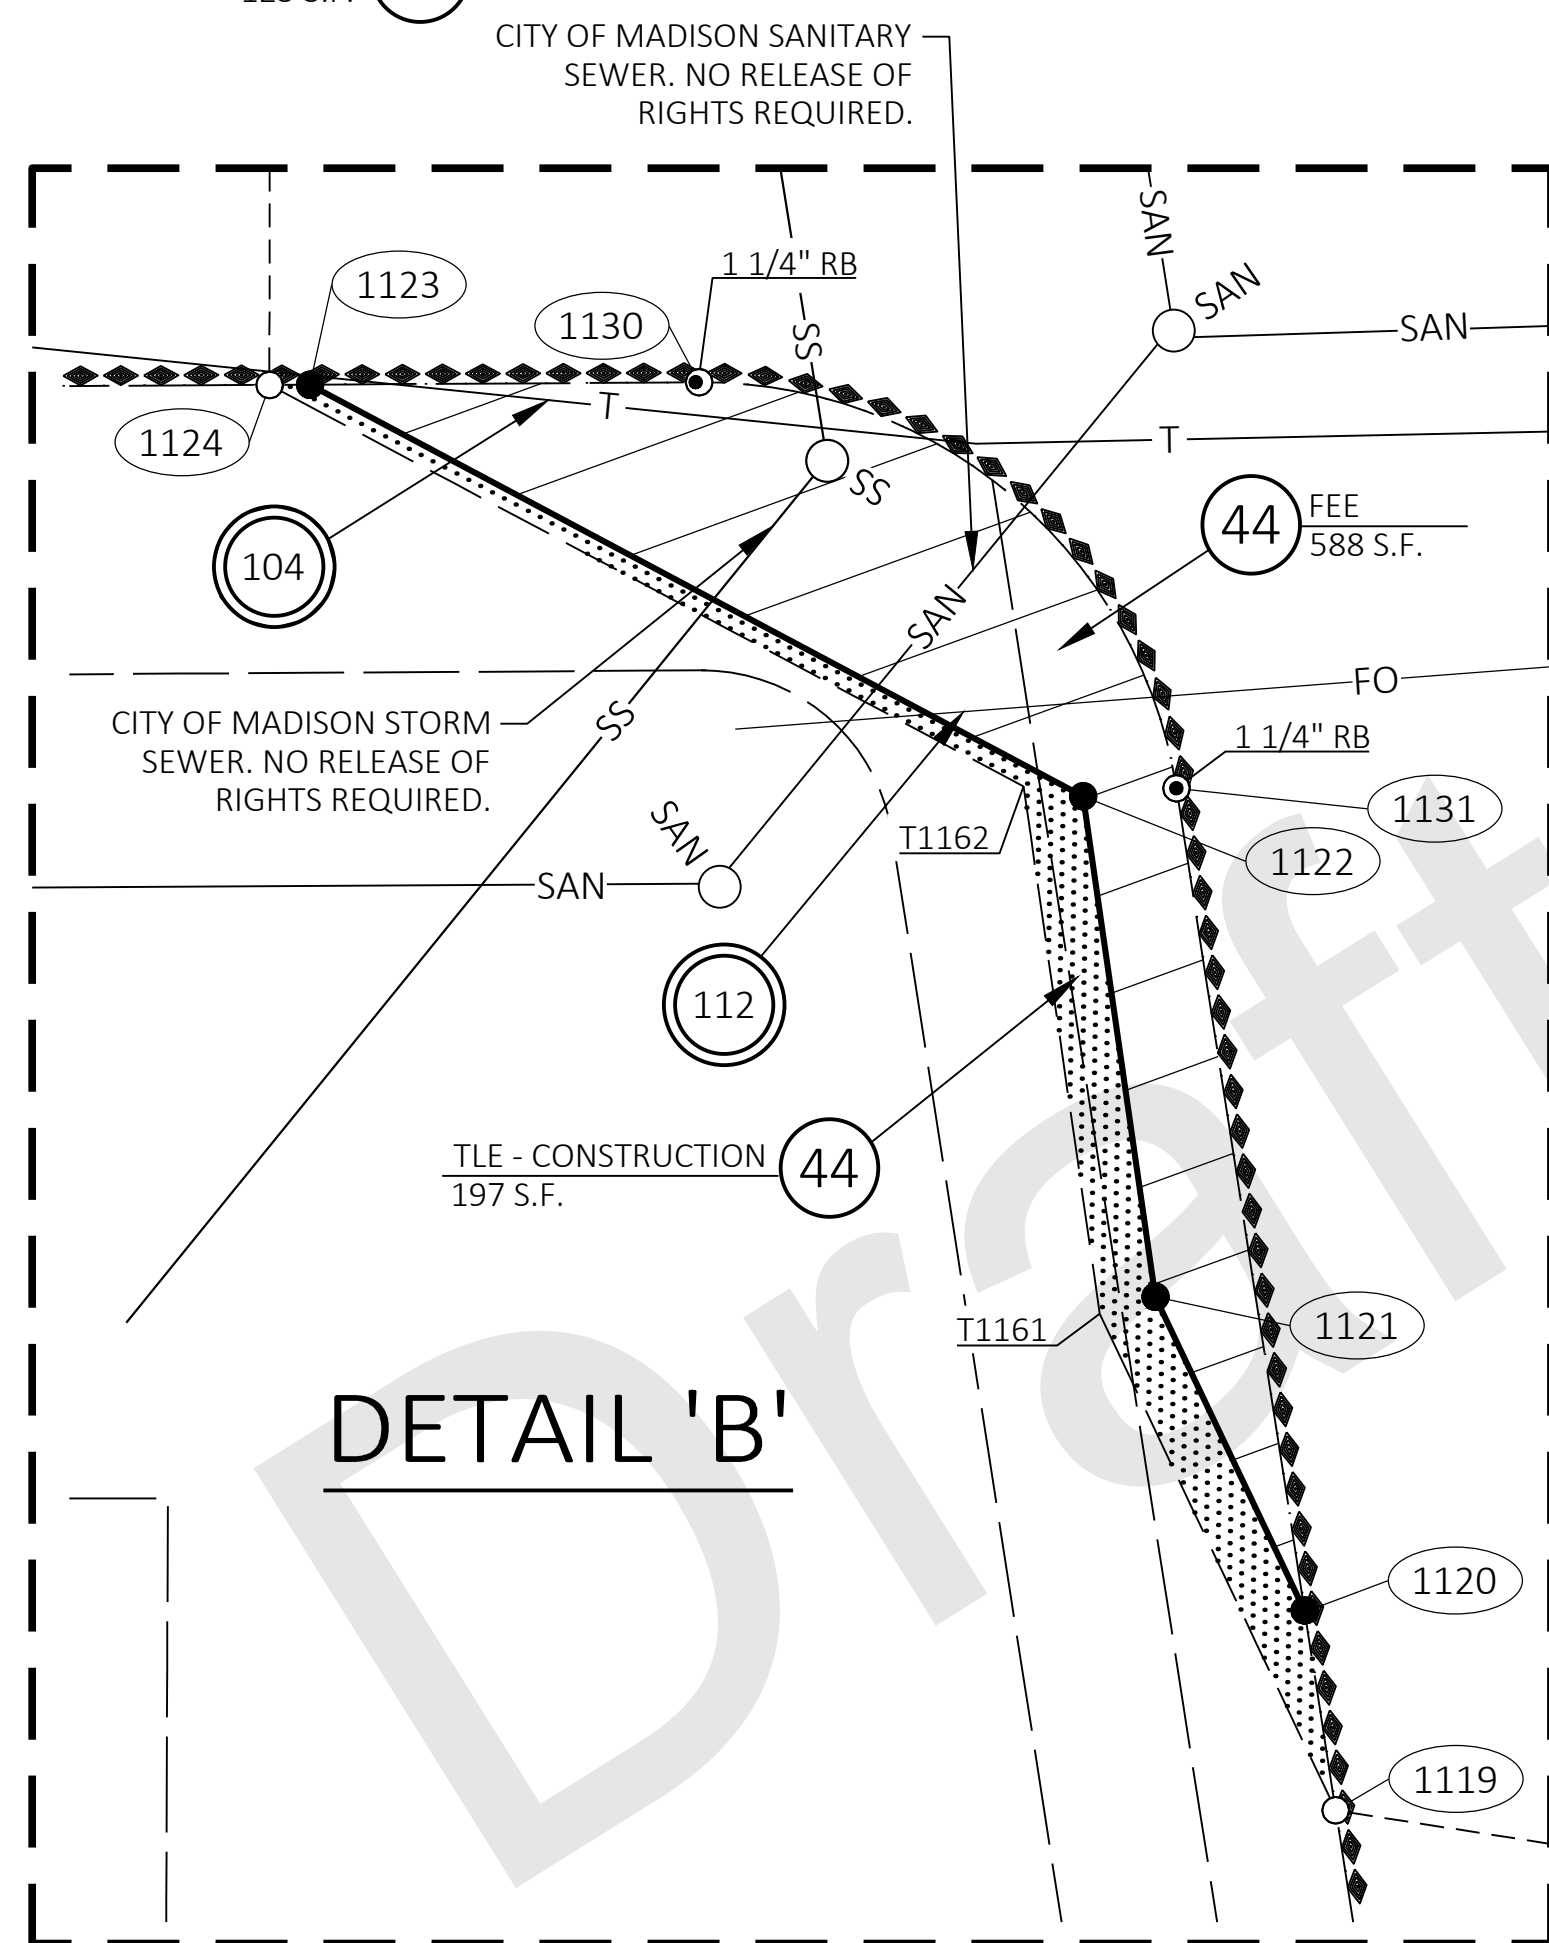 CITY OF MADISON SANITARY
SEWER. NO RELEASE OF
RIGHTS REQUIRED.
SAN
SAN
SAN
1 1/4" RB
1123
1130
SS
T
T
1124
SS
44
FEE
588 S.F.
104
SAN
FO
CITY OF MADISON STORM
SEWER. NO RELEASE OF
RIGHTS REQUIRED.
SS
1 1/4" RB
1131
SAN
T1162
1122
SAN
112
TLE - CONSTRUCTION
197 S.F.
44
T1161
1121
DETAIL 'B'
1120
1119
Draft